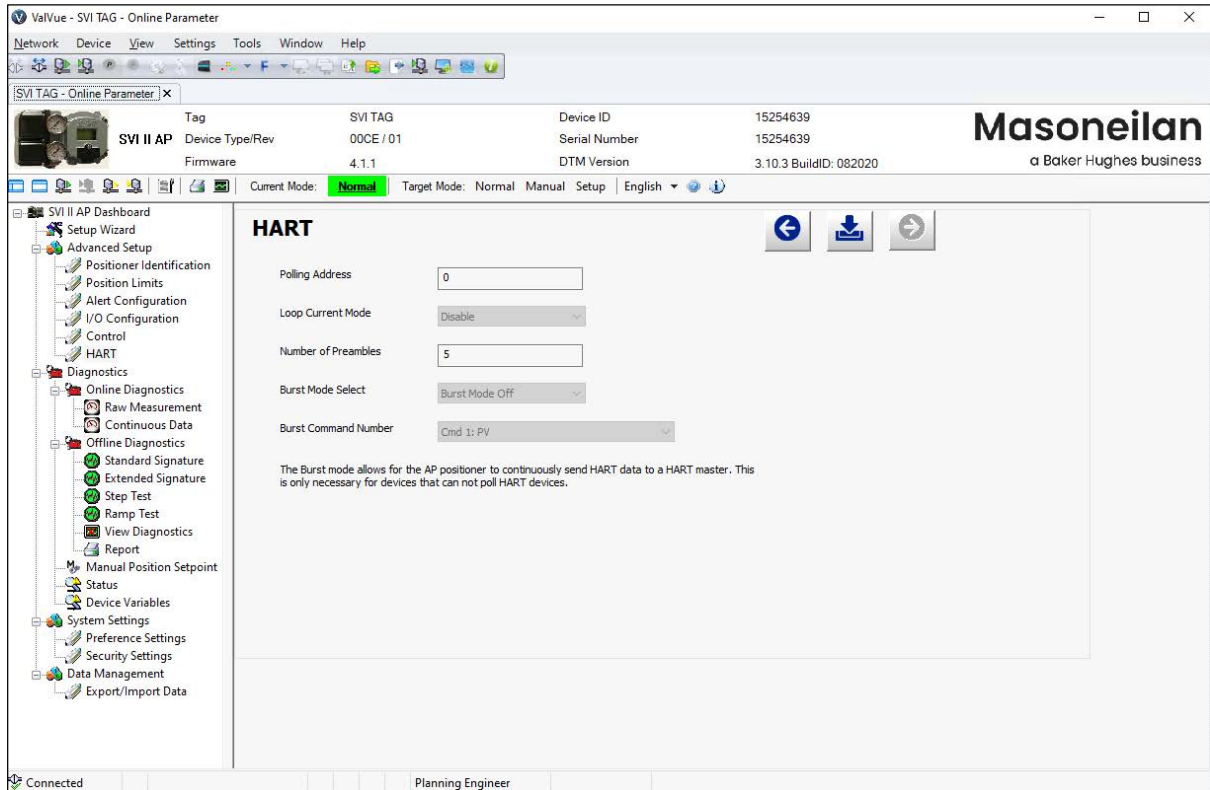 ValVue - SVI TAG - Online Parameter
Network Device View Settings Tools Window Help
SVI TAG - Online Parameter X
SVI II AP
Tag SVI TAG Device ID 15254639
Device Type/Rev 00CE / 01 Serial Number 15254639
Firmware 4.1.1 DTM Version 3.10.3 BuildID: 082020
Masoneilan
a Baker Hughes business
Current Mode: Normal Target Mode: Normal Manual Setup English
SVI II AP Dashboard
Setup Wizard
Advanced Setup
Positioner Identification
Position Limits
Alert Configuration
I/O Configuration
Control
HART
Diagnostics
Online Diagnostics
Raw Measurement
Continuous Data
Offline Diagnostics
Standard Signature
Extended Signature
Step Test
Ramp Test
View Diagnostics
Report
Manual Position Setpoint
Status
Device Variables
System Settings
Preference Settings
Security Settings
Data Management
Export/Import Data
HART
Polling Address 0
Loop Current Mode Disable
Number of Preambles 5
Burst Mode Select Burst Mode Off
Burst Command Number Cmd 1: PV
The Burst mode allows for the AP positioner to continuously send HART data to a HART master. This
is only necessary for devices that can not poll HART devices.
Connected Planning Engineer